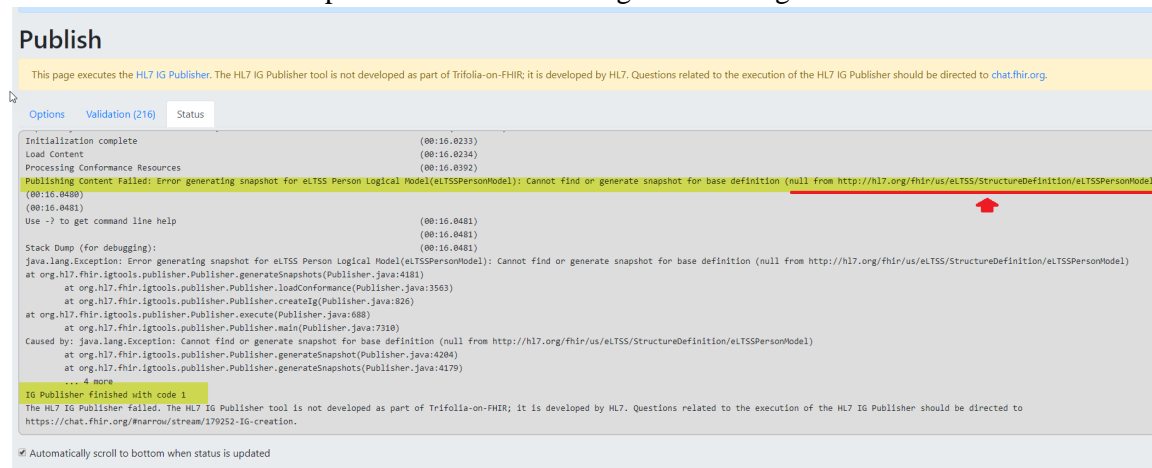 Publish
This page executes the HL7 IG Publisher. The HL7 IG Publisher tool is not developed as part of Trifolia-on-FHIR; it is developed by HL7. Questions related to the execution of the HL7 IG Publisher should be directed to chat.fhir.org.
Options Validation (216) Status
Initialization complete (00:16.0233)
Load Content (00:16.0234)
Processing Conformance Resources (00:16.0392)
Publishing Content Failed: Error generating snapshot for eLTSS Person Logical Model(eLTSSPersonModel): Cannot find or generate snapshot for base definition (null from http://hl7.org/fhir/us/eLTSS/StructureDefinition/eLTSSPersonModel
(00:16.0480)
(00:16.0481)
Use -? to get command line help (00:16.0481)
(00:16.0481)
Stack Dump (for debugging): (00:16.0481)
java.lang.Exception: Error generating snapshot for eLTSS Person Logical Model(eLTSSPersonModel): Cannot find or generate snapshot for base definition (null from http://hl7.org/fhir/us/eLTSS/StructureDefinition/eLTSSPersonModel)
at org.hl7.fhir.igtools.publisher.Publisher.generateSnapshots(Publisher.java:4181)
at org.hl7.fhir.igtools.publisher.Publisher.loadConformance(Publisher.java:3563)
at org.hl7.fhir.igtools.publisher.Publisher.createIg(Publisher.java:826)
at org.hl7.fhir.igtools.publisher.Publisher.execute(Publisher.java:688)
at org.hl7.fhir.igtools.publisher.Publisher.main(Publisher.java:7310)
Caused by: java.lang.Exception: Cannot find or generate snapshot for base definition (null from http://hl7.org/fhir/us/eLTSS/StructureDefinition/eLTSSPersonModel)
at org.hl7.fhir.igtools.publisher.Publisher.generateSnapshot(Publisher.java:4204)
at org.hl7.fhir.igtools.publisher.Publisher.generateSnapshots(Publisher.java:4179)
... 4 more
IG Publisher finished with code 1
The HL7 IG Publisher failed. The HL7 IG Publisher tool is not developed as part of Trifolia-on-FHIR; it is developed by HL7. Questions related to the execution of the HL7 IG Publisher should be directed to
https://chat.fhir.org/#narrow/stream/179252-IG-creation.
Automatically scroll to bottom when status is updated